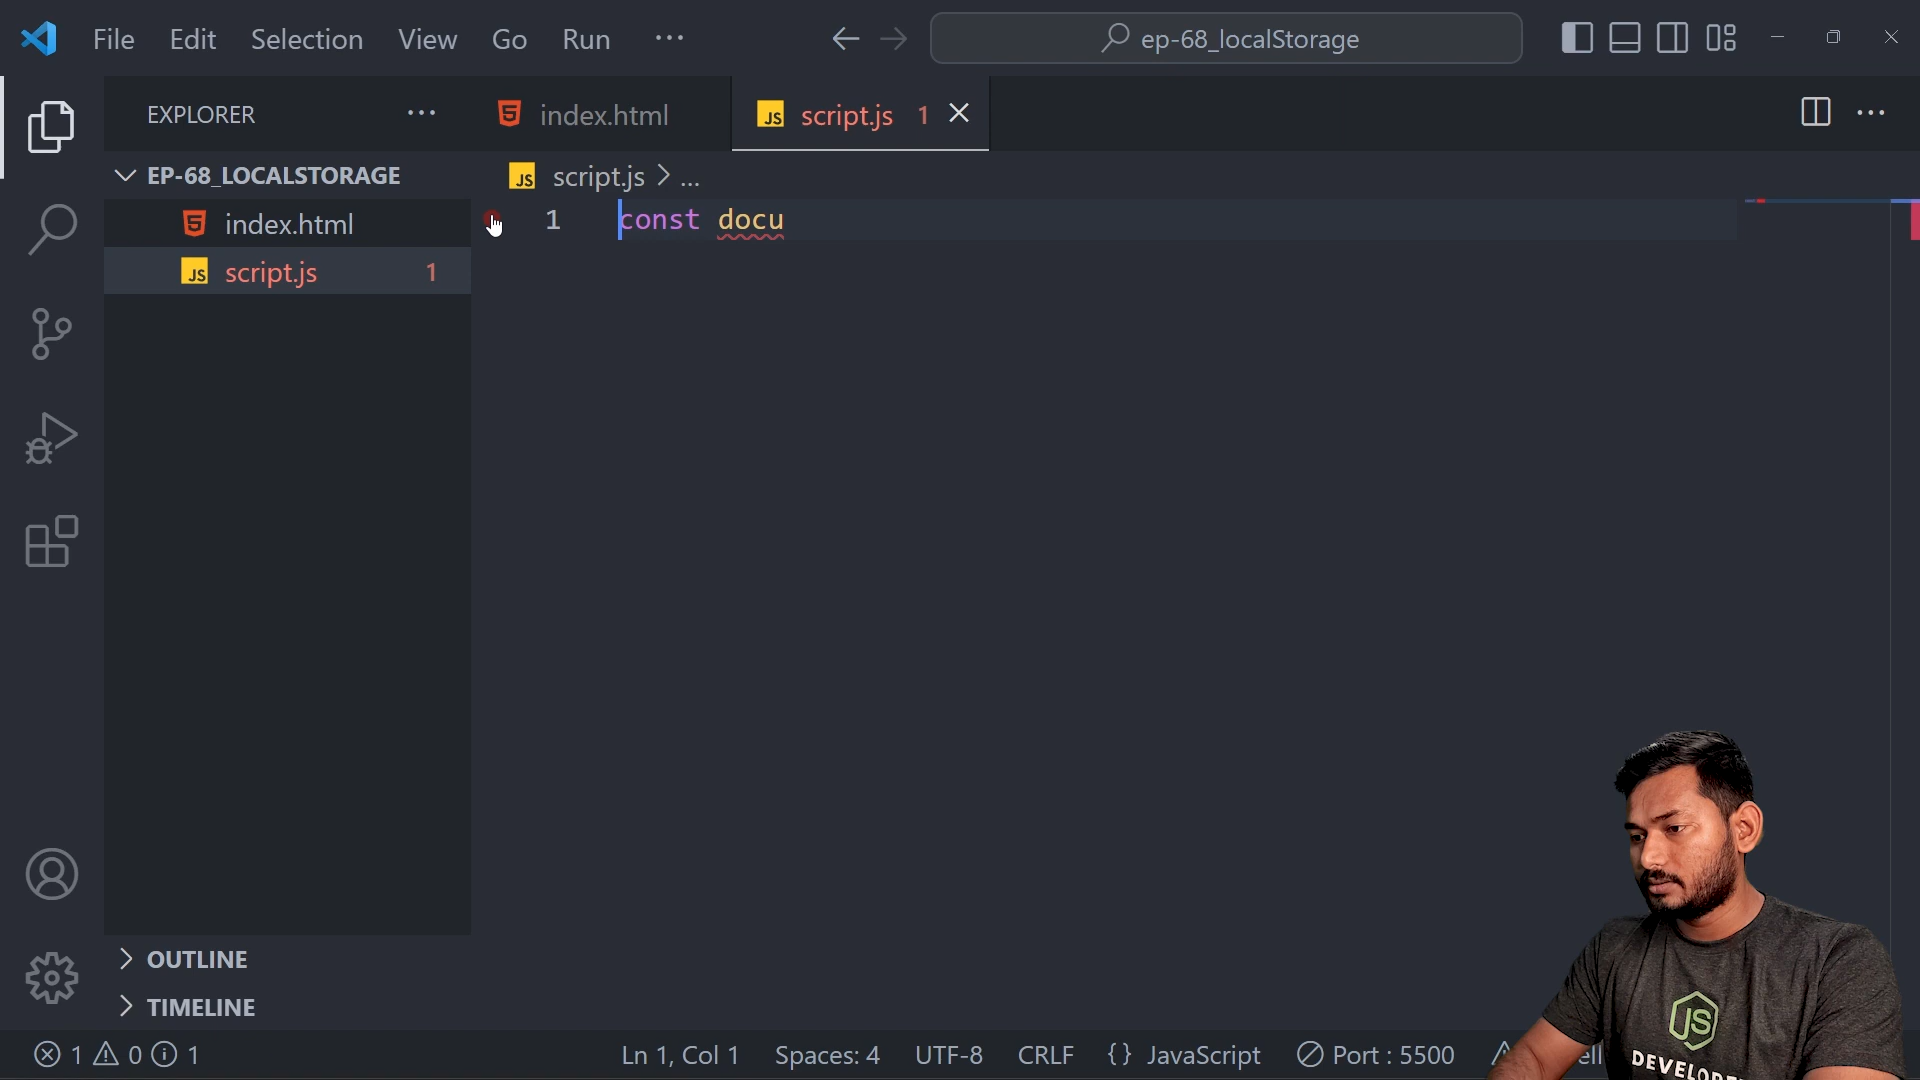 File Edit Selection View Go Run ··· ep-68_localStorage
EXPLORER ··· index.html script.js 1
EP-68_LOCALSTORAGE
script.js > ...
index.html
1 const docu
script.js 1
OUTLINE
TIMELINE
1 0 1 Ln 1, Col 1 Spaces: 4 UTF-8 CRLF {} JavaScript Port : 5500
JS